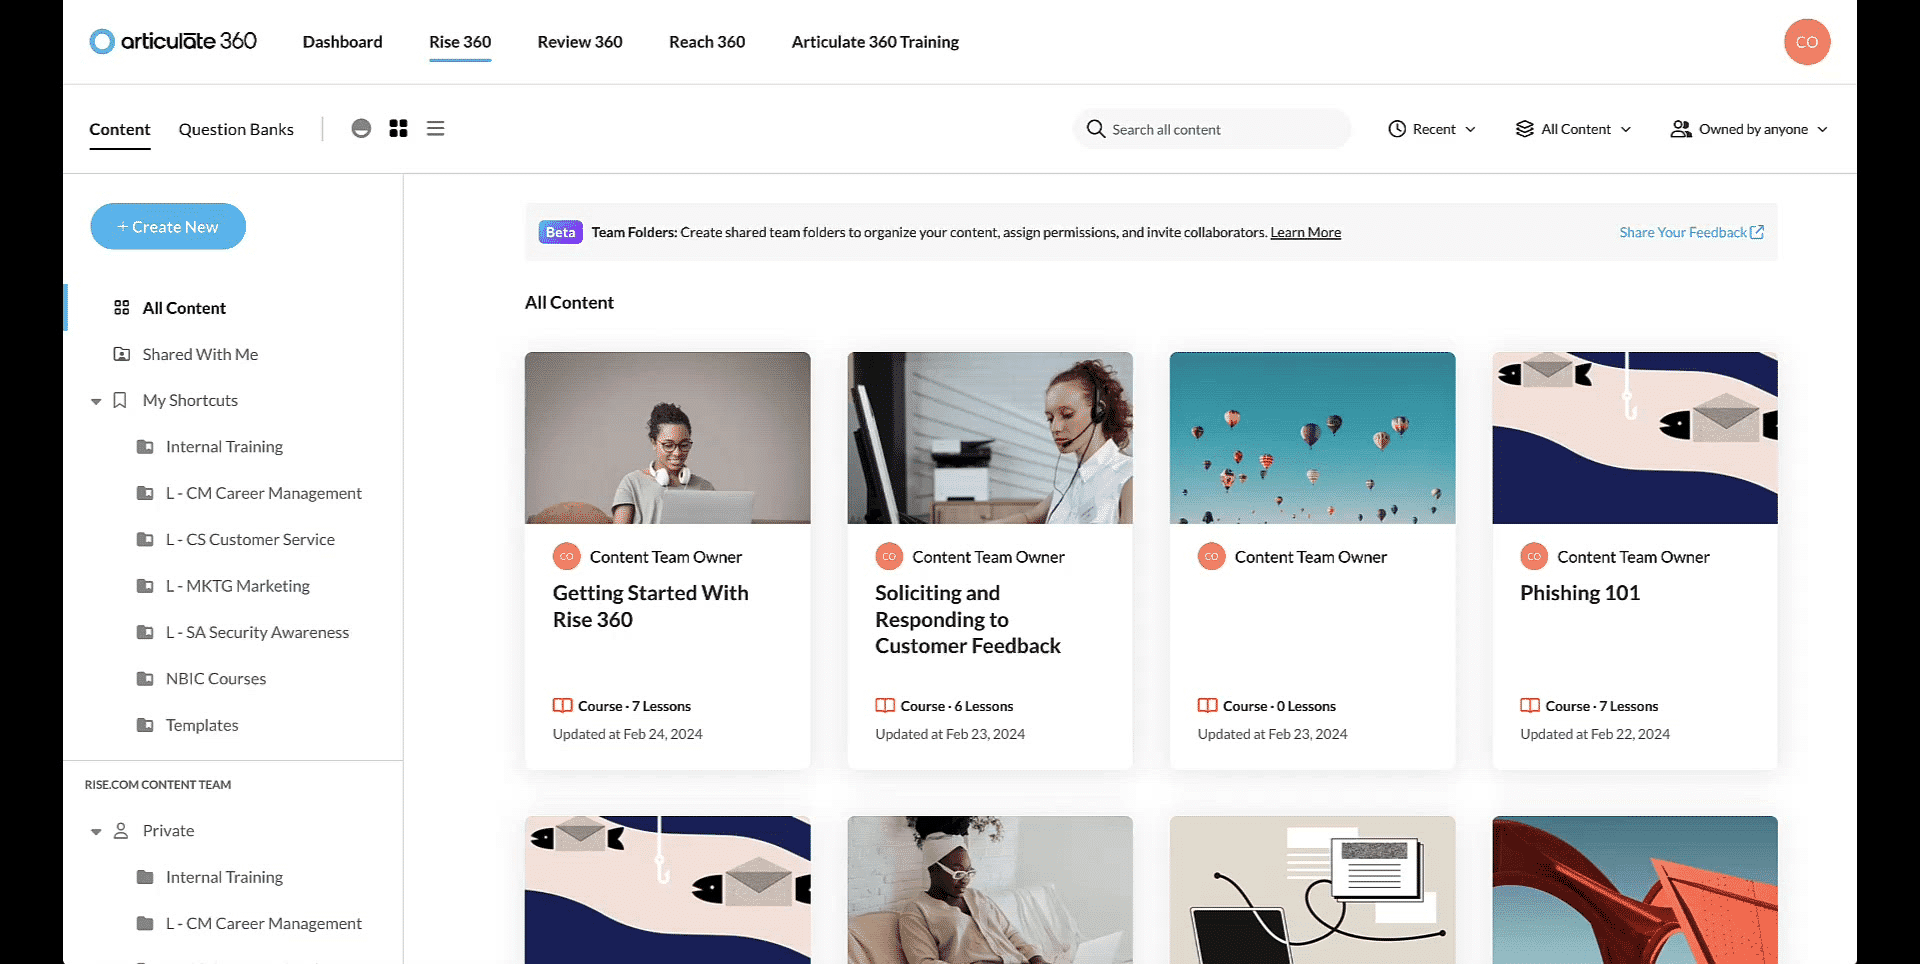 articulate 360
Dashboard
Rise 360
Review 360
Reach 360
Articulate 360 Training
CO
Content
Question Banks
Search all content
Recent
All Content
Owned by anyone
+ Create New
All Content
Shared With Me
My Shortcuts
Internal Training
L - CM Career Management
L - CS Customer Service
L - MKTG Marketing
L - SA Security Awareness
NBIC Courses
Templates
RISE.COM CONTENT TEAM
Private
Internal Training
L - CM Career Management
Beta Team Folders: Create shared team folders to organize your content, assign permissions, and invite collaborators. Learn More
Share Your Feedback
All Content
CO Content Team Owner
Getting Started With
Rise 360
Course · 7 Lessons
Updated at Feb 24, 2024
CO Content Team Owner
Soliciting and
Responding to
Customer Feedback
Course · 6 Lessons
Updated at Feb 23, 2024
CO Content Team Owner
Course · 0 Lessons
Updated at Feb 23, 2024
CO Content Team Owner
Phishing 101
Course · 7 Lessons
Updated at Feb 22, 2024